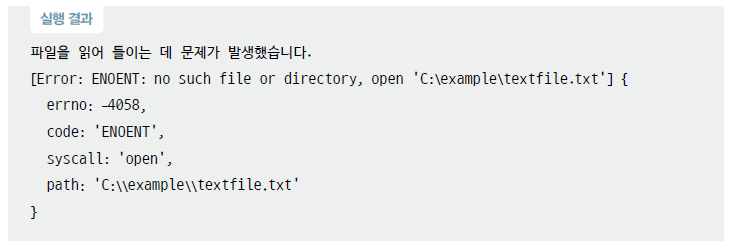 실행 결과
파일을 읽어 들이는 데 문제가 발생했습니다.
[Error: ENOENT: no such file or directory, open 'C:\example\textfile.txt'] {
  errno: -4058,
  code: 'ENOENT',
  syscall: 'open',
  path: 'C:\\example\\textfile.txt'
}